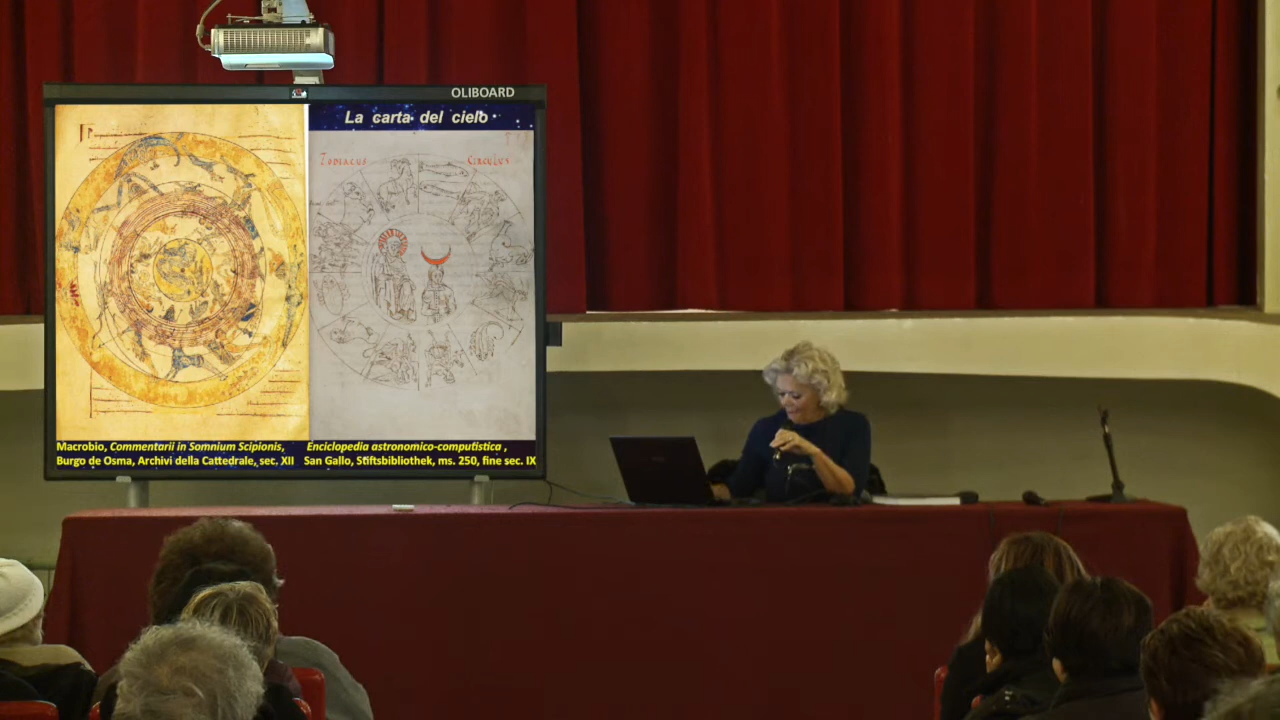 OLIBOARD
La carta del cielo
ZODIACUS CIRCULUS
Macrobio, Commentarii in Somnium Scipionis,
Burgo de Osma, Archivi della Cattedrale, sec. XII
Enciclopedia astronomico-computistica ,
San Gallo, Stiftsbibliothek, ms. 250, fine sec. IX